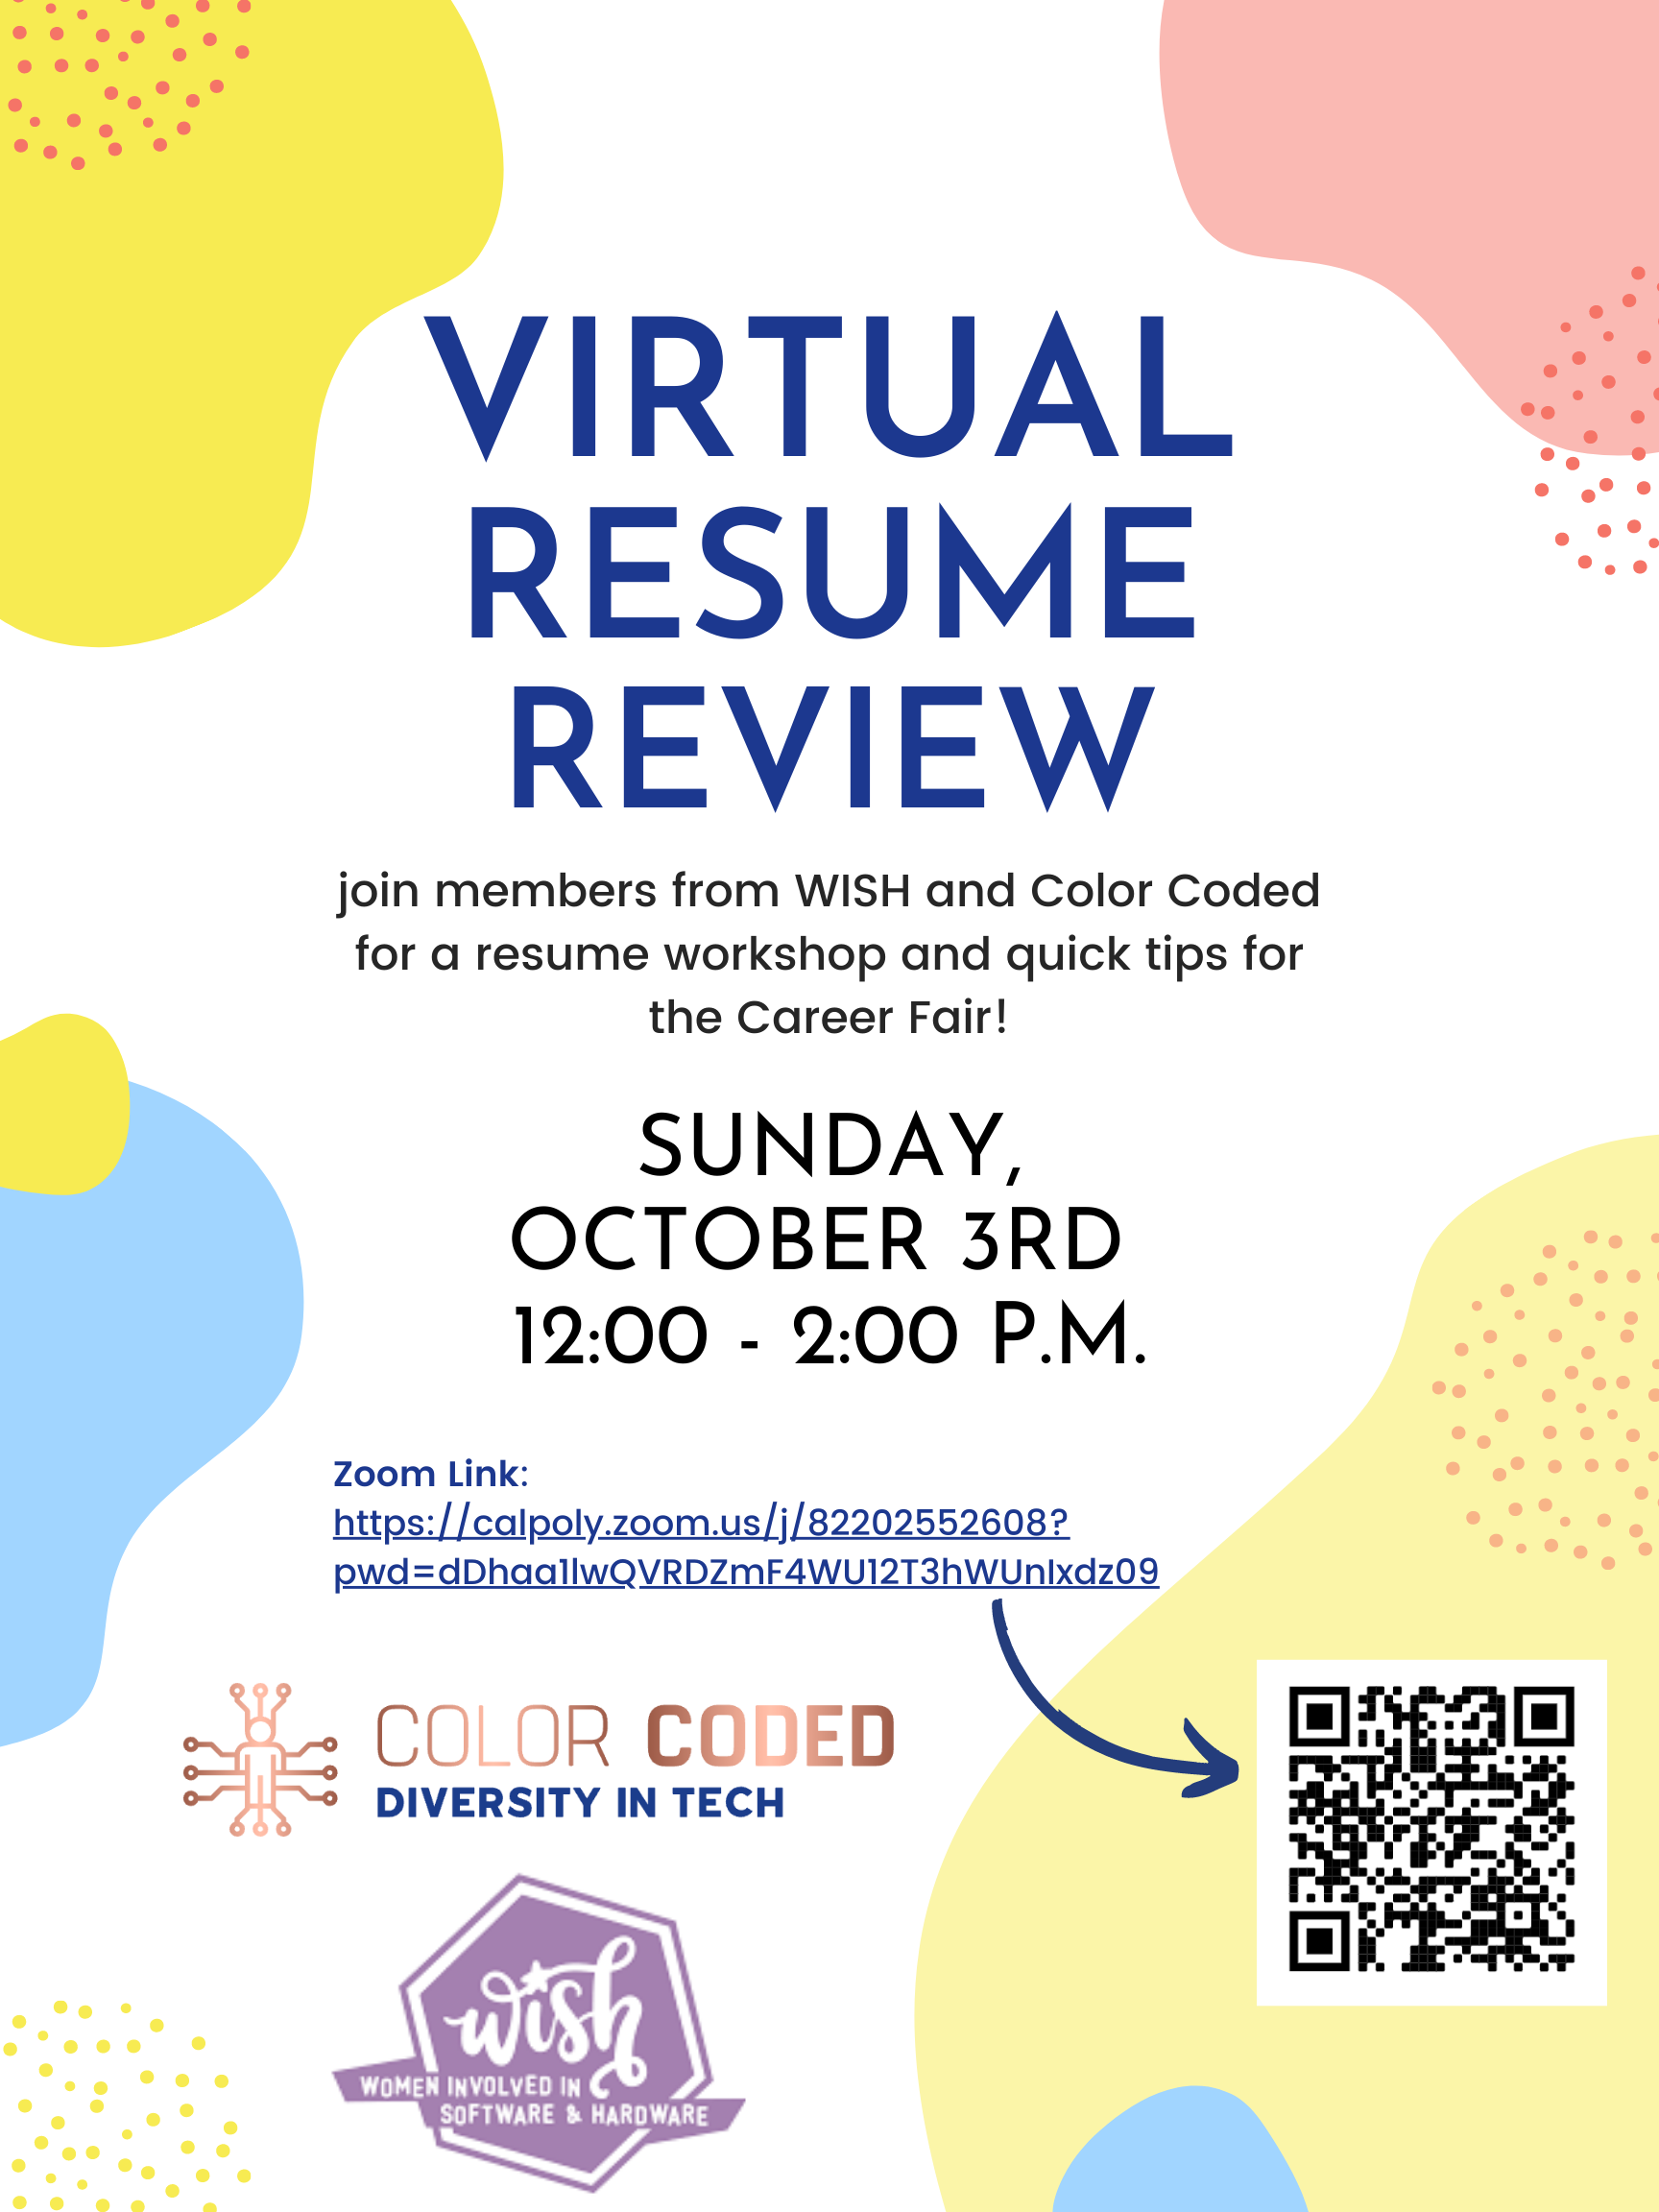 VIRTUAL
RESUME
REVIEW
join members from WISH and Color Coded
for a resume workshop and quick tips for
the Career Fair!
SUNDAY,
OCTOBER 3RD
12:00 - 2:00 P.M.
Zoom Link:
https://calpoly.zoom.us/j/82202552608?
pwd=dDhaa1lwQVRDZmF4WU12T3hWUnIxdz09
COLOR CODED
DIVERSITY IN TECH
wish
WOMEN INVOLVED IN
SOFTWARE & HARDWARE